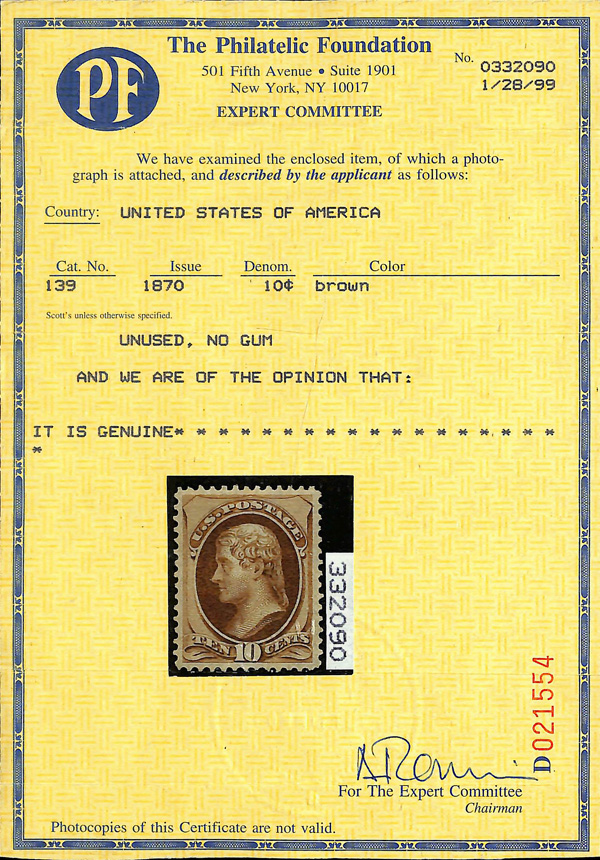 PF
The Philatelic Foundation
501 Fifth Avenue • Suite 1901
New York, NY 10017
EXPERT COMMITTEE
No. 0332090
1/28/99
We have examined the enclosed item, of which a photo-
graph is attached, and described by the applicant as follows:
Country: UNITED STATES OF AMERICA
Cat. No. Issue Denom. Color
139 1870 10¢ brown
Scott's unless otherwise specified.
UNUSED, NO GUM
AND WE ARE OF THE OPINION THAT:
IT IS GENUINE* * * * * * * * * * * * * * * * * *
*
U.S. POSTAGE
TEN 10 CENTS
332090
D021554
For The Expert Committee
Chairman
Photocopies of this Certificate are not valid.